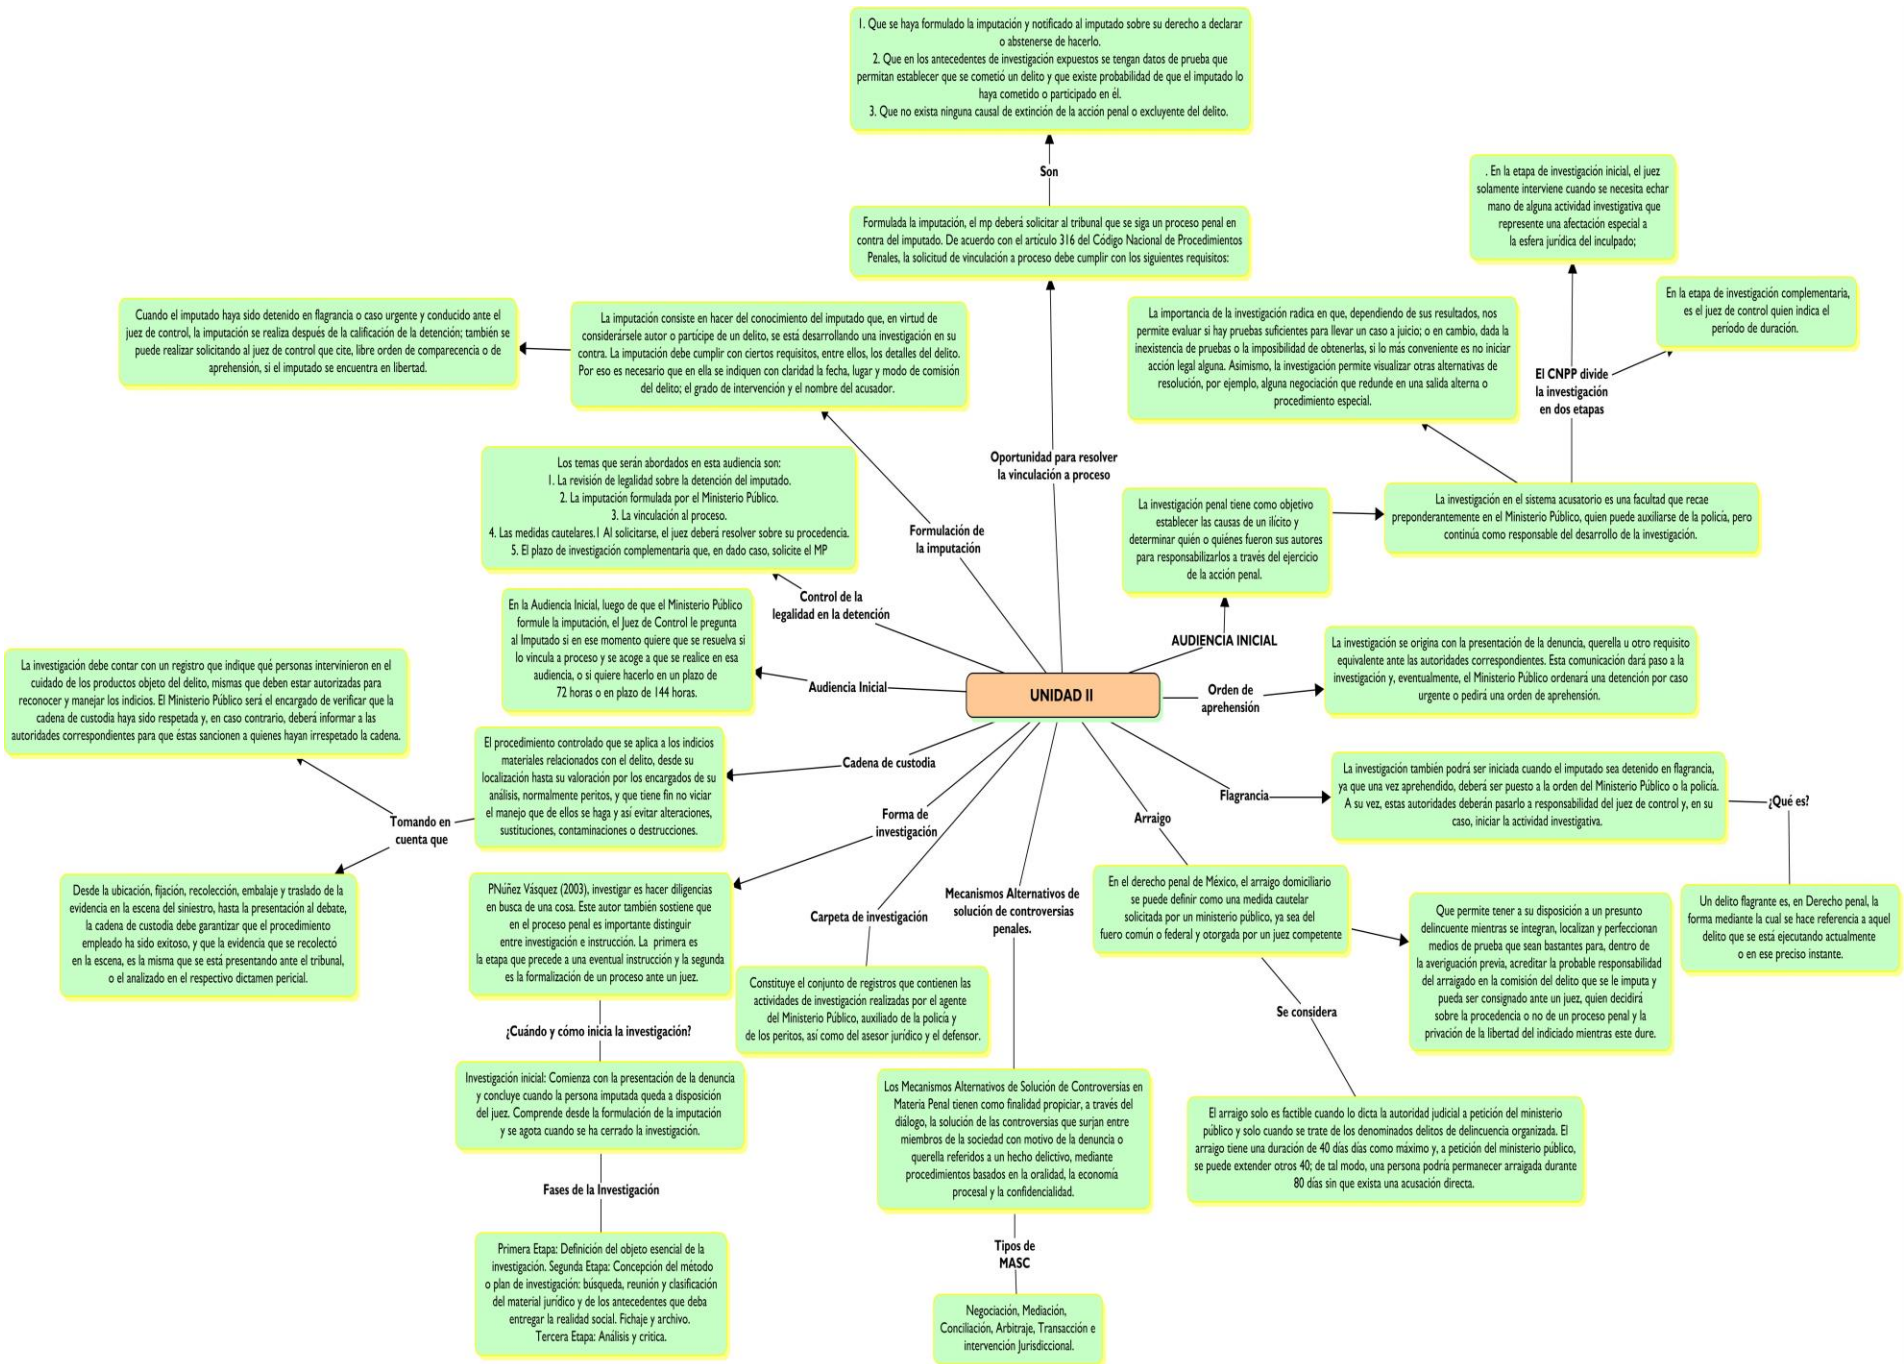 1. Que se haya formulado la imputación y notificado al imputado sobre su derecho a declarar
o abstenerse de hacerlo.
2. Que en los antecedentes de investigación expuestos se tengan datos de prueba que
permitan establecer que se cometió un delito y que existe probabilidad de que el imputado lo
haya cometido o participado en él.
3. Que no exista ninguna causal de extinción de la acción penal o excluyente del delito.
Son
Formulada la imputación, el mp deberá solicitar al tribunal que se siga un proceso penal en
contra del imputado. De acuerdo con el artículo 316 del Código Nacional de Procedimientos
Penales, la solicitud de vinculación a proceso debe cumplir con los siguientes requisitos:
Oportunidad para resolver
la vinculación a proceso
. En la etapa de investigación inicial, el juez
solamente interviene cuando se necesita echar
mano de alguna actividad investigativa que
represente una afectación especial a
la esfera jurídica del inculpado;
En la etapa de investigación complementaria,
es el juez de control quien indica el
período de duración.
El CNPP divide
la investigación
en dos etapas
La importancia de la investigación radica en que, dependiendo de sus resultados, nos
permite evaluar si hay pruebas suficientes para llevar un caso a juicio; o en cambio, dada la
inexistencia de pruebas o la imposibilidad de obtenerlas, si lo más conveniente es no iniciar
acción legal alguna. Asimismo, la investigación permite visualizar otras alternativas de
resolución, por ejemplo, alguna negociación que redunde en una salida alterna o
procedimiento especial.
La investigación en el sistema acusatorio es una facultad que recae
preponderantemente en el Ministerio Público, quien puede auxiliarse de la policía, pero
continúa como responsable del desarrollo de la investigación.
La investigación penal tiene como objetivo
establecer las causas de un ilícito y
determinar quién o quiénes fueron sus autores
para responsabilizarlos a través del ejercicio
de la acción penal.
AUDIENCIA INICIAL
Cuando el imputado haya sido detenido en flagrancia o caso urgente y conducido ante el
juez de control, la imputación se realiza después de la calificación de la detención; también se
puede realizar solicitando al juez de control que cite, libre orden de comparecencia o de
aprehensión, si el imputado se encuentra en libertad.
La imputación consiste en hacer del conocimiento del imputado que, en virtud de
considerársele autor o partícipe de un delito, se está desarrollando una investigación en su
contra. La imputación debe cumplir con ciertos requisitos, entre ellos, los detalles del delito.
Por eso es necesario que en ella se indiquen con claridad la fecha, lugar y modo de comisión
del delito; el grado de intervención y el nombre del acusador.
Formulación de
la imputación
Los temas que serán abordados en esta audiencia son:
1. La revisión de legalidad sobre la detención del imputado.
2. La imputación formulada por el Ministerio Público.
3. La vinculación al proceso.
4. Las medidas cautelares.1 Al solicitarse, el juez deberá resolver sobre su procedencia.
5. El plazo de investigación complementaria que, en dado caso, solicite el MP
Control de la
legalidad en la detención
En la Audiencia Inicial, luego de que el Ministerio Público
formule la imputación, el Juez de Control le pregunta
al Imputado si en ese momento quiere que se resuelva si
lo vincula a proceso y se acoge a que se realice en esa
audiencia, o si quiere hacerlo en un plazo de
72 horas o en plazo de 144 horas.
Audiencia Inicial
UNIDAD II
Orden de
aprehensión
La investigación se origina con la presentación de la denuncia, querella u otro requisito
equivalente ante las autoridades correspondientes. Esta comunicación dará paso a la
investigación y, eventualmente, el Ministerio Público ordenará una detención por caso
urgente o pedirá una orden de aprehensión.
La investigación debe contar con un registro que indique qué personas intervinieron en el
cuidado de los productos objeto del delito, mismas que deben estar autorizadas para
reconocer y manejar los indicios. El Ministerio Público será el encargado de verificar que la
cadena de custodia haya sido respetada y, en caso contrario, deberá informar a las
autoridades correspondientes para que éstas sancionen a quienes hayan irrespetado la cadena.
El procedimiento controlado que se aplica a los indicios
materiales relacionados con el delito, desde su
localización hasta su valoración por los encargados de su
análisis, normalmente peritos, y que tiene fin no viciar
el manejo que de ellos se haga y así evitar alteraciones,
sustituciones, contaminaciones o destrucciones.
Cadena de custodia
Tomando en
cuenta que
Desde la ubicación, fijación, recolección, embalaje y traslado de la
evidencia en la escena del siniestro, hasta la presentación al debate,
la cadena de custodia debe garantizar que el procedimiento
empleado ha sido exitoso, y que la evidencia que se recolectó
en la escena, es la misma que se está presentando ante el tribunal,
o el analizado en el respectivo dictamen pericial.
Forma de
investigación
PNúñez Vásquez (2003), investigar es hacer diligencias
en busca de una cosa. Este autor también sostiene que
en el proceso penal es importante distinguir
entre investigación e instrucción. La primera es
la etapa que precede a una eventual instrucción y la segunda
es la formalización de un proceso ante un juez.
¿Cuándo y cómo inicia la investigación?
Investigación inicial: Comienza con la presentación de la denuncia
y concluye cuando la persona imputada queda a disposición
del juez. Comprende desde la formulación de la imputación
y se agota cuando se ha cerrado la investigación.
Fases de la Investigación
Primera Etapa: Definición del objeto esencial de la
investigación. Segunda Etapa: Concepción del método
o plan de investigación: búsqueda, reunión y clasificación
del material jurídico y de los antecedentes que deba
entregar la realidad social. Fichaje y archivo.
Tercera Etapa: Análisis y critica.
Carpeta de investigación
Constituye el conjunto de registros que contienen las
actividades de investigación realizadas por el agente
del Ministerio Público, auxiliado de la policía y
de los peritos, así como del asesor jurídico y el defensor.
Mecanismos Alternativos de
solución de controversias
penales.
Los Mecanismos Alternativos de Solución de Controversias en
Materia Penal tienen como finalidad propiciar, a través del
diálogo, la solución de las controversias que surjan entre
miembros de la sociedad con motivo de la denuncia o
querella referidos a un hecho delictivo, mediante
procedimientos basados en la oralidad, la economía
procesal y la confidencialidad.
Tipos de
MASC
Negociación, Mediación,
Conciliación, Arbitraje, Transacción e
intervención Jurisdiccional.
Arraigo
En el derecho penal de México, el arraigo domiciliario
se puede definir como una medida cautelar
solicitada por un ministerio público, ya sea del
fuero común o federal y otorgada por un juez competente
Que permite tener a su disposición a un presunto
delincuente mientras se integran, localizan y perfeccionan
medios de prueba que sean bastantes para, dentro de
la averiguación previa, acreditar la probable responsabilidad
del arraigado en la comisión del delito que se le imputa y
pueda ser consignado ante un juez, quien decidirá
sobre la procedencia o no de un proceso penal y la
privación de la libertad del indiciado mientras este dure.
Se considera
El arraigo solo es factible cuando lo dicta la autoridad judicial a petición del ministerio
público y solo cuando se trate de los denominados delitos de delincuencia organizada. El
arraigo tiene una duración de 40 días días como máximo y, a petición del ministerio público,
se puede extender otros 40; de tal modo, una persona podría permanecer arraigada durante
80 días sin que exista una acusación directa.
Flagrancia
La investigación también podrá ser iniciada cuando el imputado sea detenido en flagrancia,
ya que una vez aprehendido, deberá ser puesto a la orden del Ministerio Público o la policía.
A su vez, estas autoridades deberán pasarlo a responsabilidad del juez de control y, en su
caso, iniciar la actividad investigativa.
¿Qué es?
Un delito flagrante es, en Derecho penal, la
forma mediante la cual se hace referencia a aquel
delito que se está ejecutando actualmente
o en ese preciso instante.